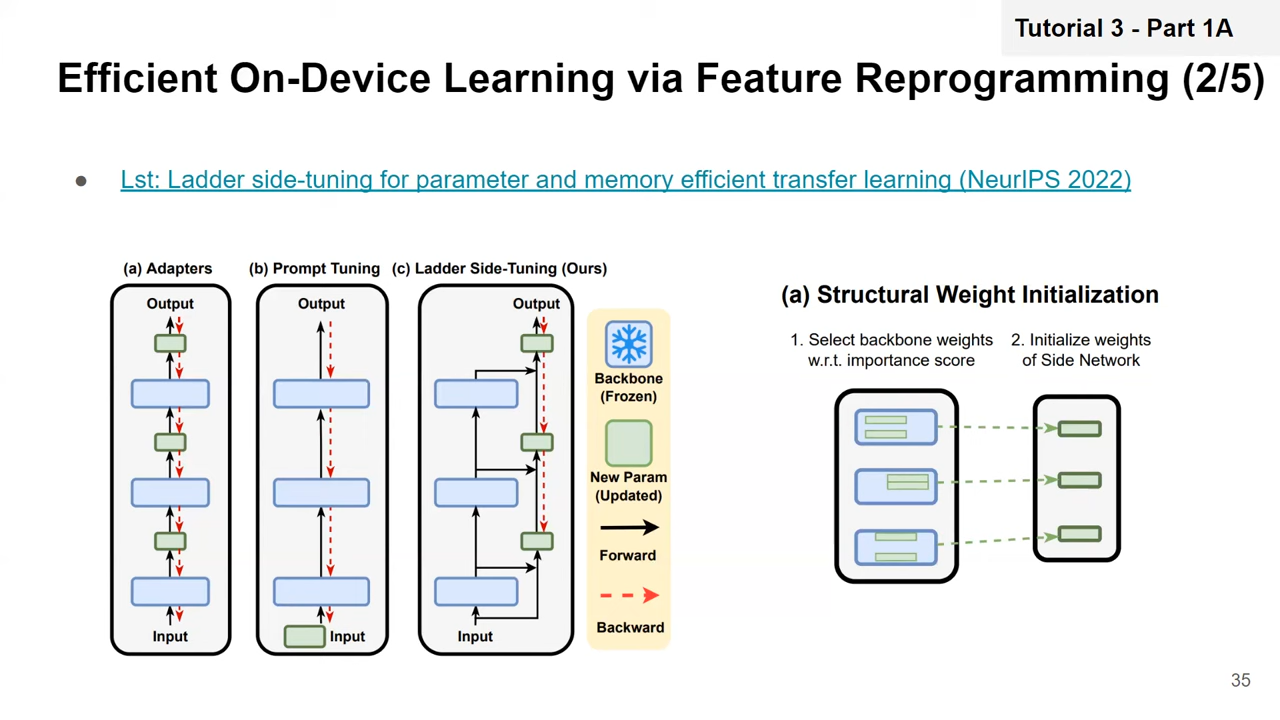 Tutorial 3 - Part 1A
Efficient On-Device Learning via Feature Reprogramming (2/5)
● Lst: Ladder side-tuning for parameter and memory efficient transfer learning (NeurIPS 2022)
(a) Adapters
Output
Input
(b) Prompt Tuning
Output
Input
(c) Ladder Side-Tuning (Ours)
Output
Input
Backbone
(Frozen)
New Param
(Updated)
Forward
Backward
(a) Structural Weight Initialization
1. Select backbone weights
w.r.t. importance score
2. Initialize weights
of Side Network
35